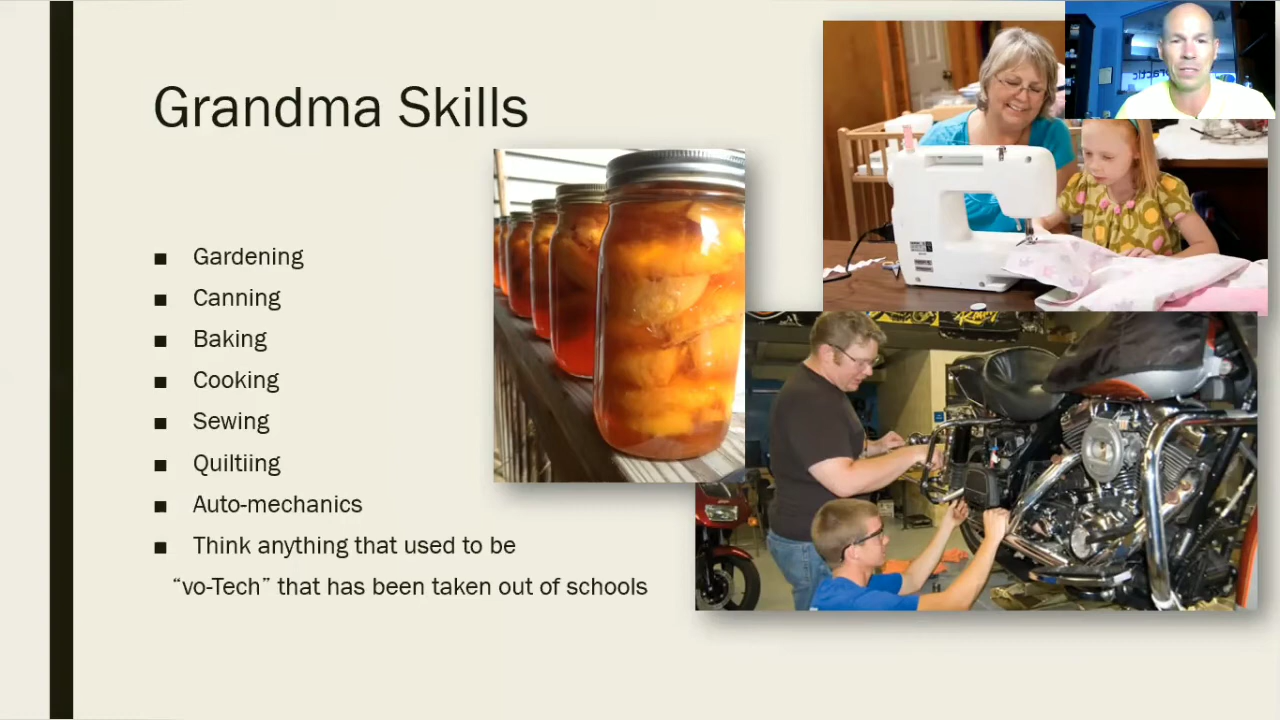 Grandma Skills
Gardening
Canning
Baking
Cooking
Sewing
Quiltiing
Auto-mechanics
Think anything that used to be
“vo-Tech” that has been taken out of schools